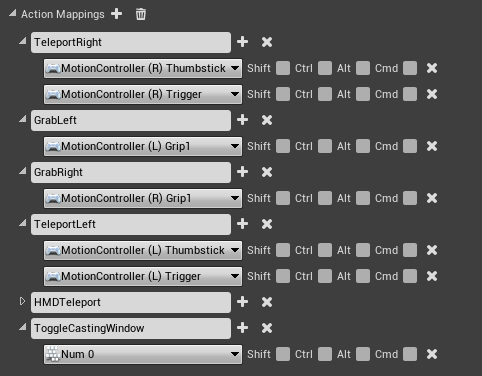 Action Mappings
TeleportRight
MotionController (R) Thumbstick Shift Ctrl Alt Cmd
MotionController (R) Trigger Shift Ctrl Alt Cmd
GrabLeft
MotionController (L) Grip1 Shift Ctrl Alt Cmd
GrabRight
MotionController (R) Grip1 Shift Ctrl Alt Cmd
TeleportLeft
MotionController (L) Thumbstick Shift Ctrl Alt Cmd
MotionController (L) Trigger Shift Ctrl Alt Cmd
HMDTeleport
ToggleCastingWindow
Num 0 Shift Ctrl Alt Cmd